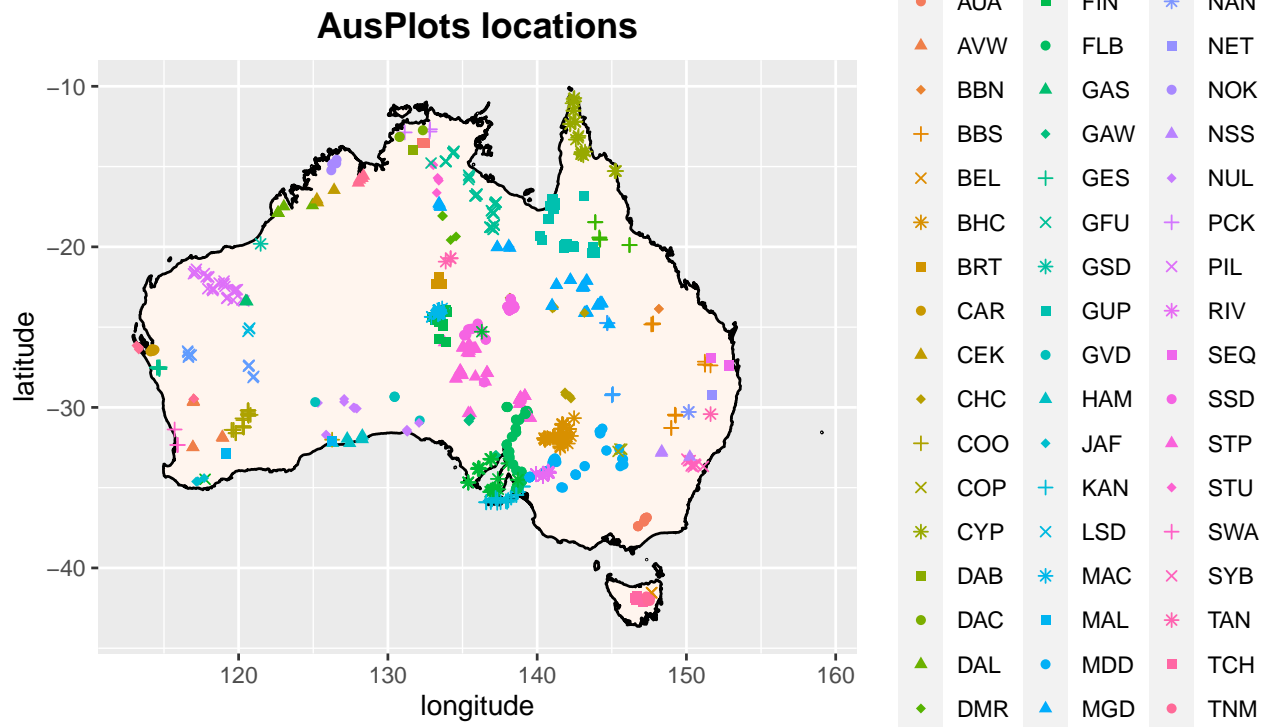 AusPlots locations
−10
−20
−30
−40
120
130
140
150
160
longitude
latitude
AUA
AVW
BBN
BBS
BEL
BHC
BRT
CAR
CEK
CHC
COO
COP
CYP
DAB
DAC
DAL
DMR
FIN
FLB
GAS
GAW
GES
GFU
GSD
GUP
GVD
HAM
JAF
KAN
LSD
MAC
MAL
MDD
MGD
NAN
NET
NOK
NSS
NUL
PCK
PIL
RIV
SEQ
SSD
STP
STU
SWA
SYB
TAN
TCH
TNM